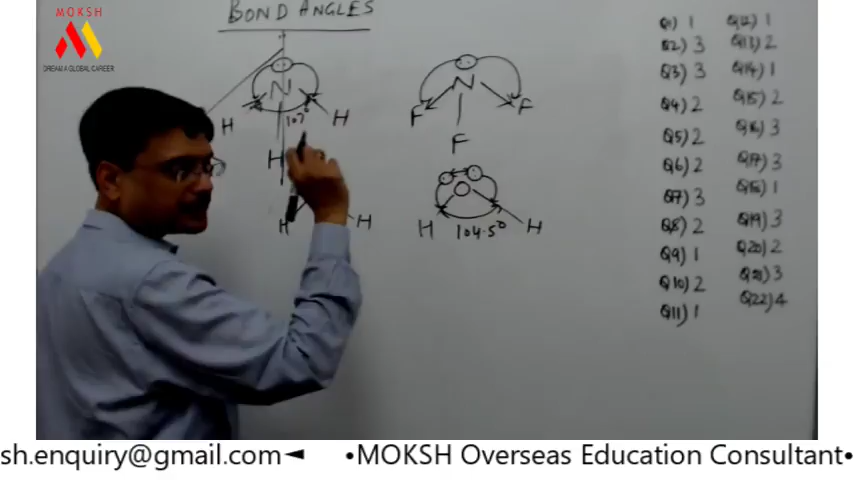 MOKSH
DREAM A GLOBAL CAREER
BOND ANGLES
N
H
H
H
107°
N
F
F
F
H
H
H
H
104.5°
Q1) 1
Q2) 3
Q3) 3
Q4) 2
Q5) 2
Q6) 2
Q7) 3
Q8) 2
Q9) 1
Q10) 2
Q11) 1
Q12) 1
Q13) 2
Q14) 1
Q15) 2
Q16) 3
Q17) 3
Q18) 1
Q19) 3
Q20) 2
Q21) 3
Q22) 4
sh.enquiry@gmail.com◄ •MOKSH Overseas Education Consultant•